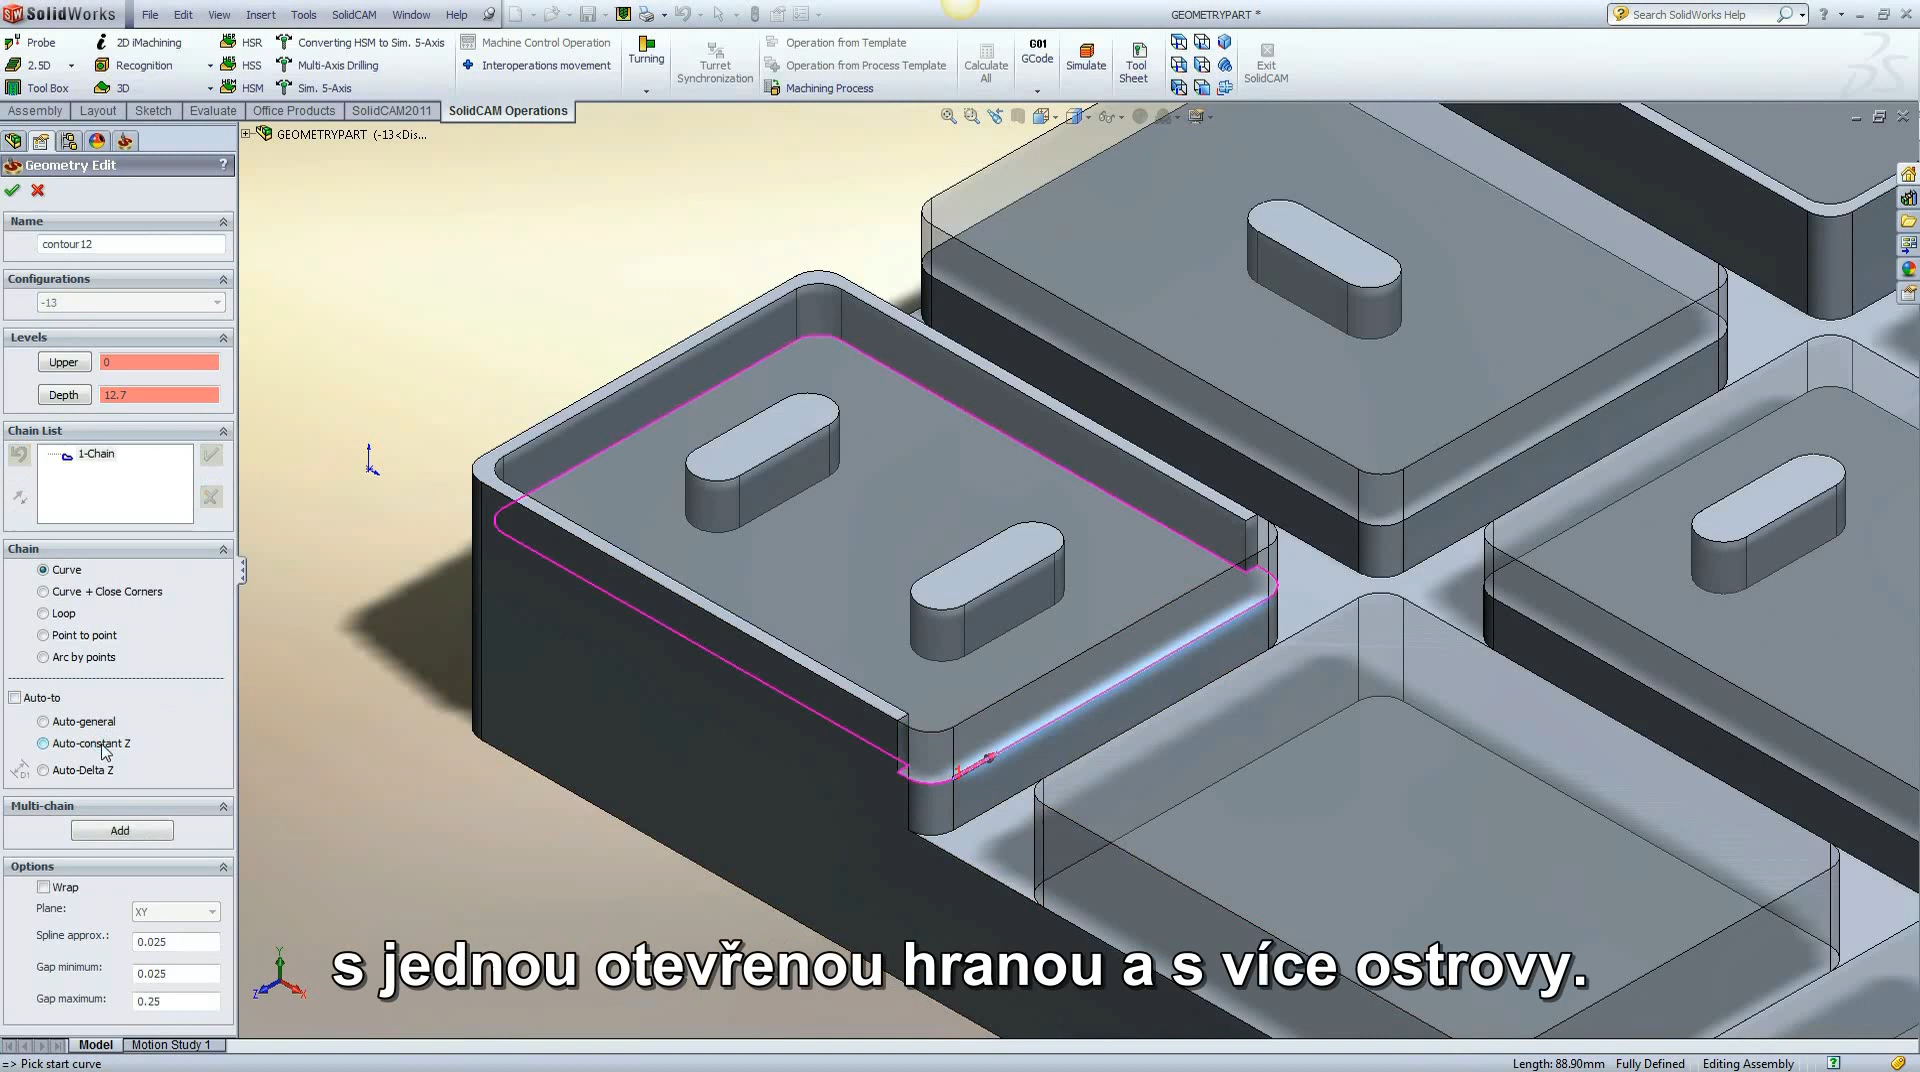 SolidWorks File Edit View Insert Tools SolidCAM Window Help GEOMETRYPART * Search SolidWorks Help
Probe 2D iMachining HSR Converting HSM to Sim. 5-Axis Machine Control Operation Operation from Template
2.5D Recognition HSS Multi-Axis Drilling Interoperations movement Operation from Process Template
Tool Box 3D HSM Sim. 5-Axis Machining Process
Turning
Turret Synchronization
Calculate All
G01 GCode
Simulate
Tool Sheet
Exit SolidCAM
Assembly Layout Sketch Evaluate Office Products SolidCAM2011 SolidCAM Operations
GEOMETRYPART (-13<Dis...
Geometry Edit ?
Name
contour12
Configurations
-13
Levels
Upper 0
Depth 12.7
Chain List
1-Chain
Chain
Curve
Curve + Close Corners
Loop
Point to point
Arc by points
Auto-to
Auto-general
Auto-constant Z
Auto-Delta Z
Multi-chain
Add
Options
Wrap
Plane: XY
Spline approx.: 0.025
Gap minimum: 0.025
Gap maximum: 0.25
Y
Z X
s jednou otevřenou hranou a s více ostrovy.
Model Motion Study 1
=> Pick start curve Length: 88.90mm Fully Defined Editing Assembly